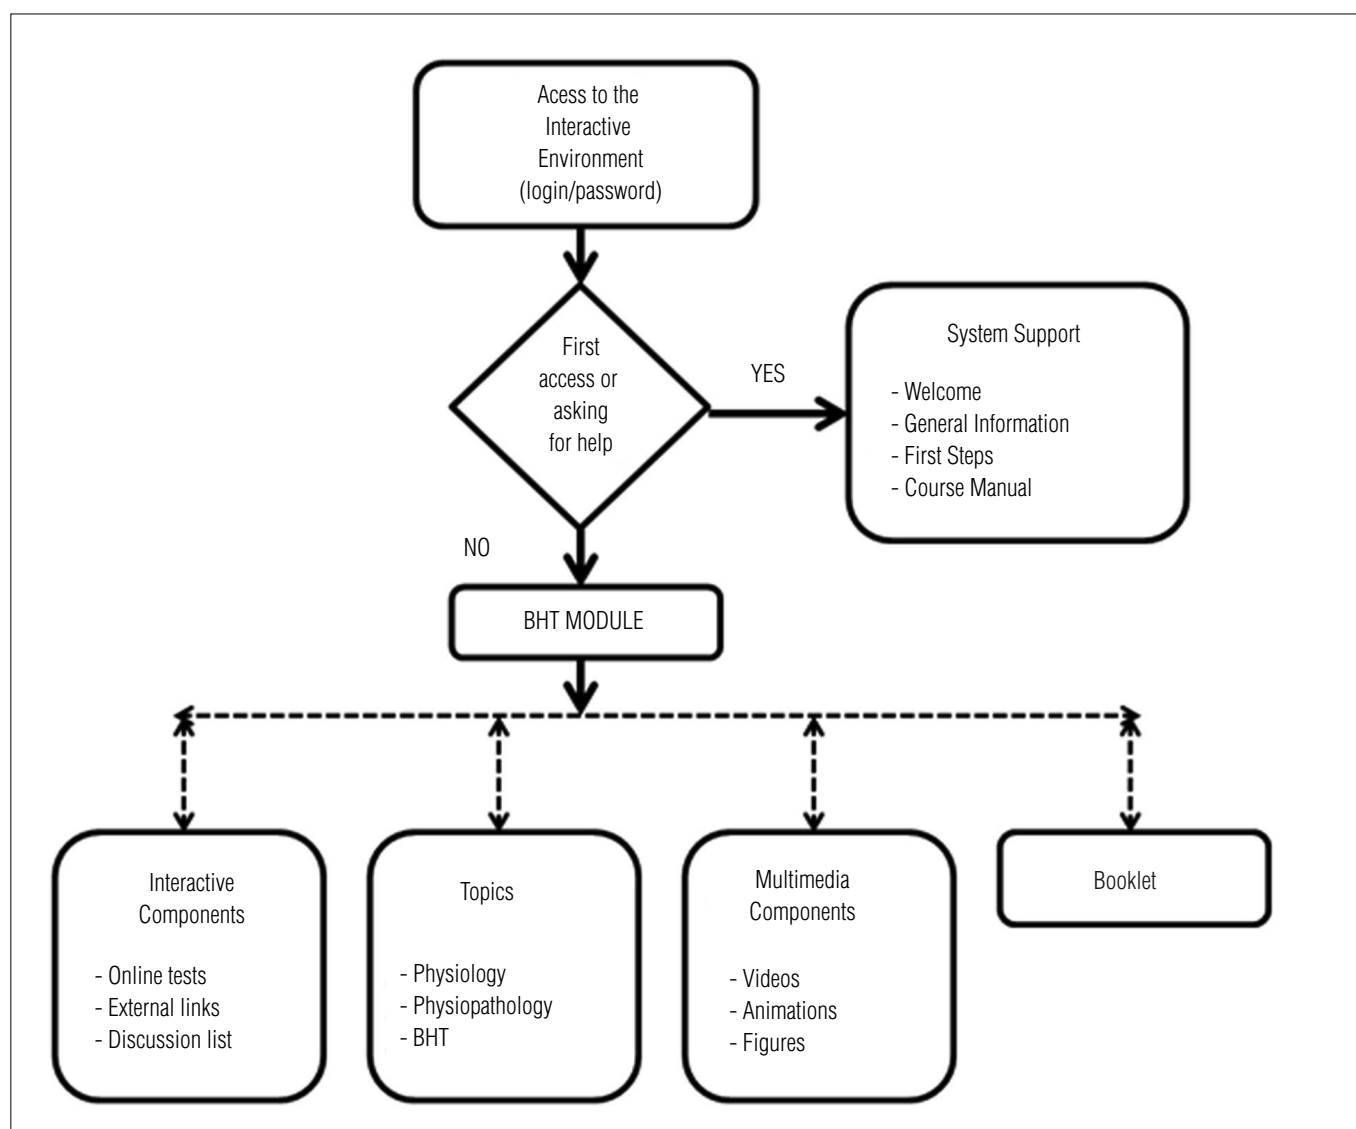 Acess to the
Interactive
Environment
(login/password)
First
access or
asking
for help
YES
System Support
- Welcome
- General Information
- First Steps
- Course Manual
NO
BHT MODULE
Interactive
Components
- Online tests
- External links
- Discussion list
Topics
- Physiology
- Physiopathology
- BHT
Multimedia
Components
- Videos
- Animations
- Figures
Booklet